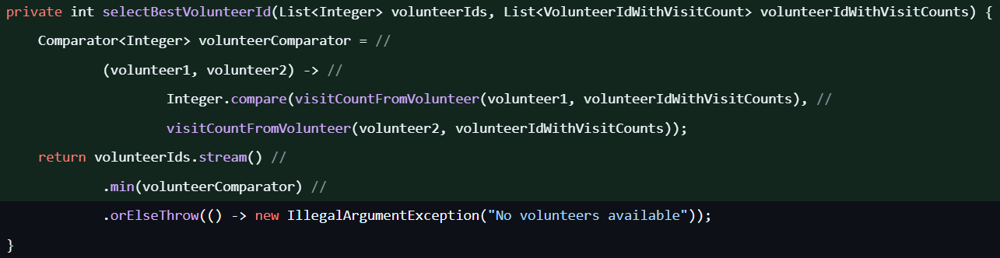 private int selectBestVolunteerId(List<Integer> volunteerIds, List<VolunteerIdWithVisitCount> volunteerIdWithVisitCounts) {
    Comparator<Integer> volunteerComparator = //
            (volunteer1, volunteer2) -> //
                    Integer.compare(visitCountFromVolunteer(volunteer1, volunteerIdWithVisitCounts), //
                    visitCountFromVolunteer(volunteer2, volunteerIdWithVisitCounts));
    return volunteerIds.stream() //
            .min(volunteerComparator) //
            .orElseThrow(() -> new IllegalArgumentException("No volunteers available"));
}